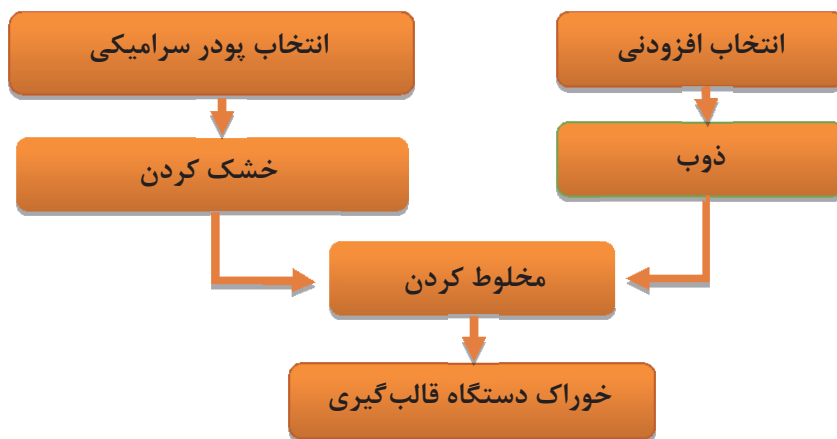 انتخاب پودر سرامیکی
انتخاب افزودنی
خشک کردن
ذوب
مخلوط کردن
خوراک دستگاه قالب‌گیری